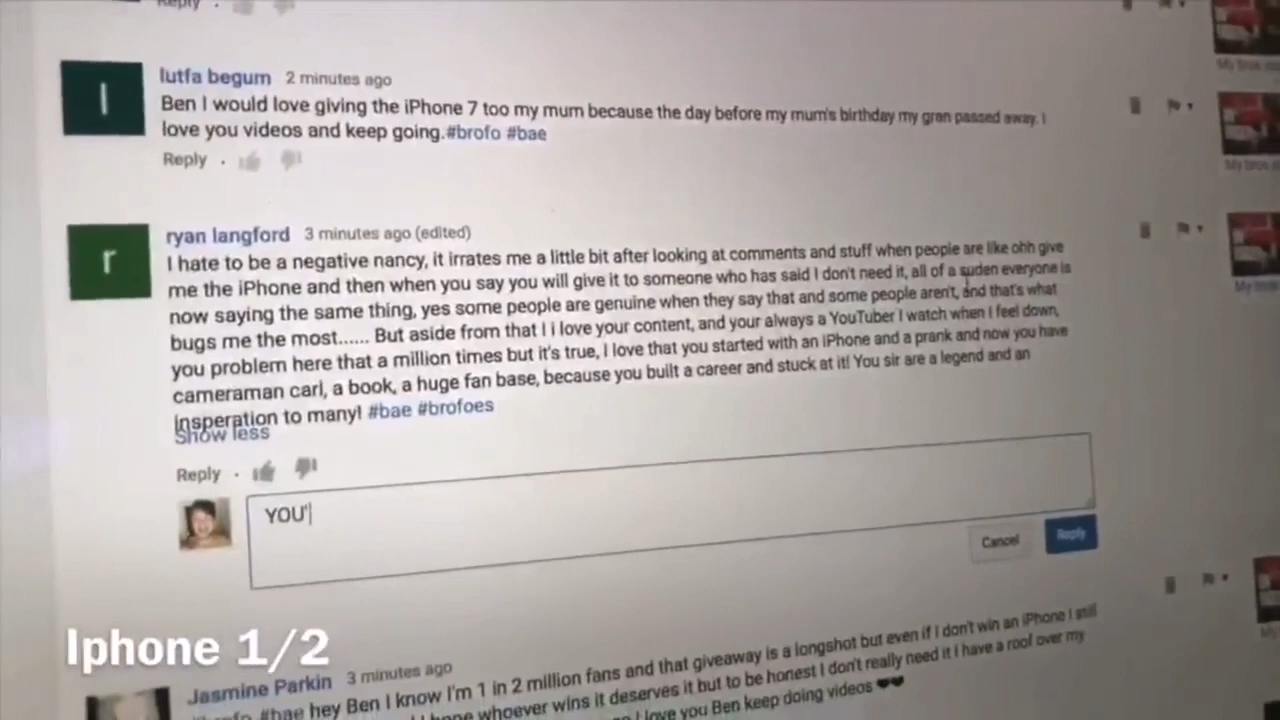 Reply
lutfa begum 2 minutes ago
Ben I would love giving the iPhone 7 too my mum because the day before my mum's birthday my gran passed away. I
love you videos and keep going.#brofo #bae
Reply
l
ryan langford 3 minutes ago (edited)
r
I hate to be a negative nancy, it irrates me a little bit after looking at comments and stuff when people are like ohh give
me the iPhone and then when you say you will give it to someone who has said I don't need it, all of a suden everyone is
now saying the same thing, yes some people are genuine when they say that and some people aren't, and that's what
bugs me the most...... But aside from that I i love your content, and your always a YouTuber I watch when I feel down,
you problem here that a million times but it's true, I love that you started with an iPhone and a prank and now you have
cameraman carl, a book, a huge fan base, because you built a career and stuck at it! You sir are a legend and an
insperation to many! #bae #brofoes
Show less
Reply
YOU'
Cancel Reply
Iphone 1/2
Jasmine Parkin 3 minutes ago
#bae hey Ben I know I'm 1 in 2 million fans and that giveaway is a longshot but even if I don't win an iPhone I still
hope whoever wins it deserves it but to be honest I don't really need it i have a roof over my
I love you Ben keep doing videos ❤❤